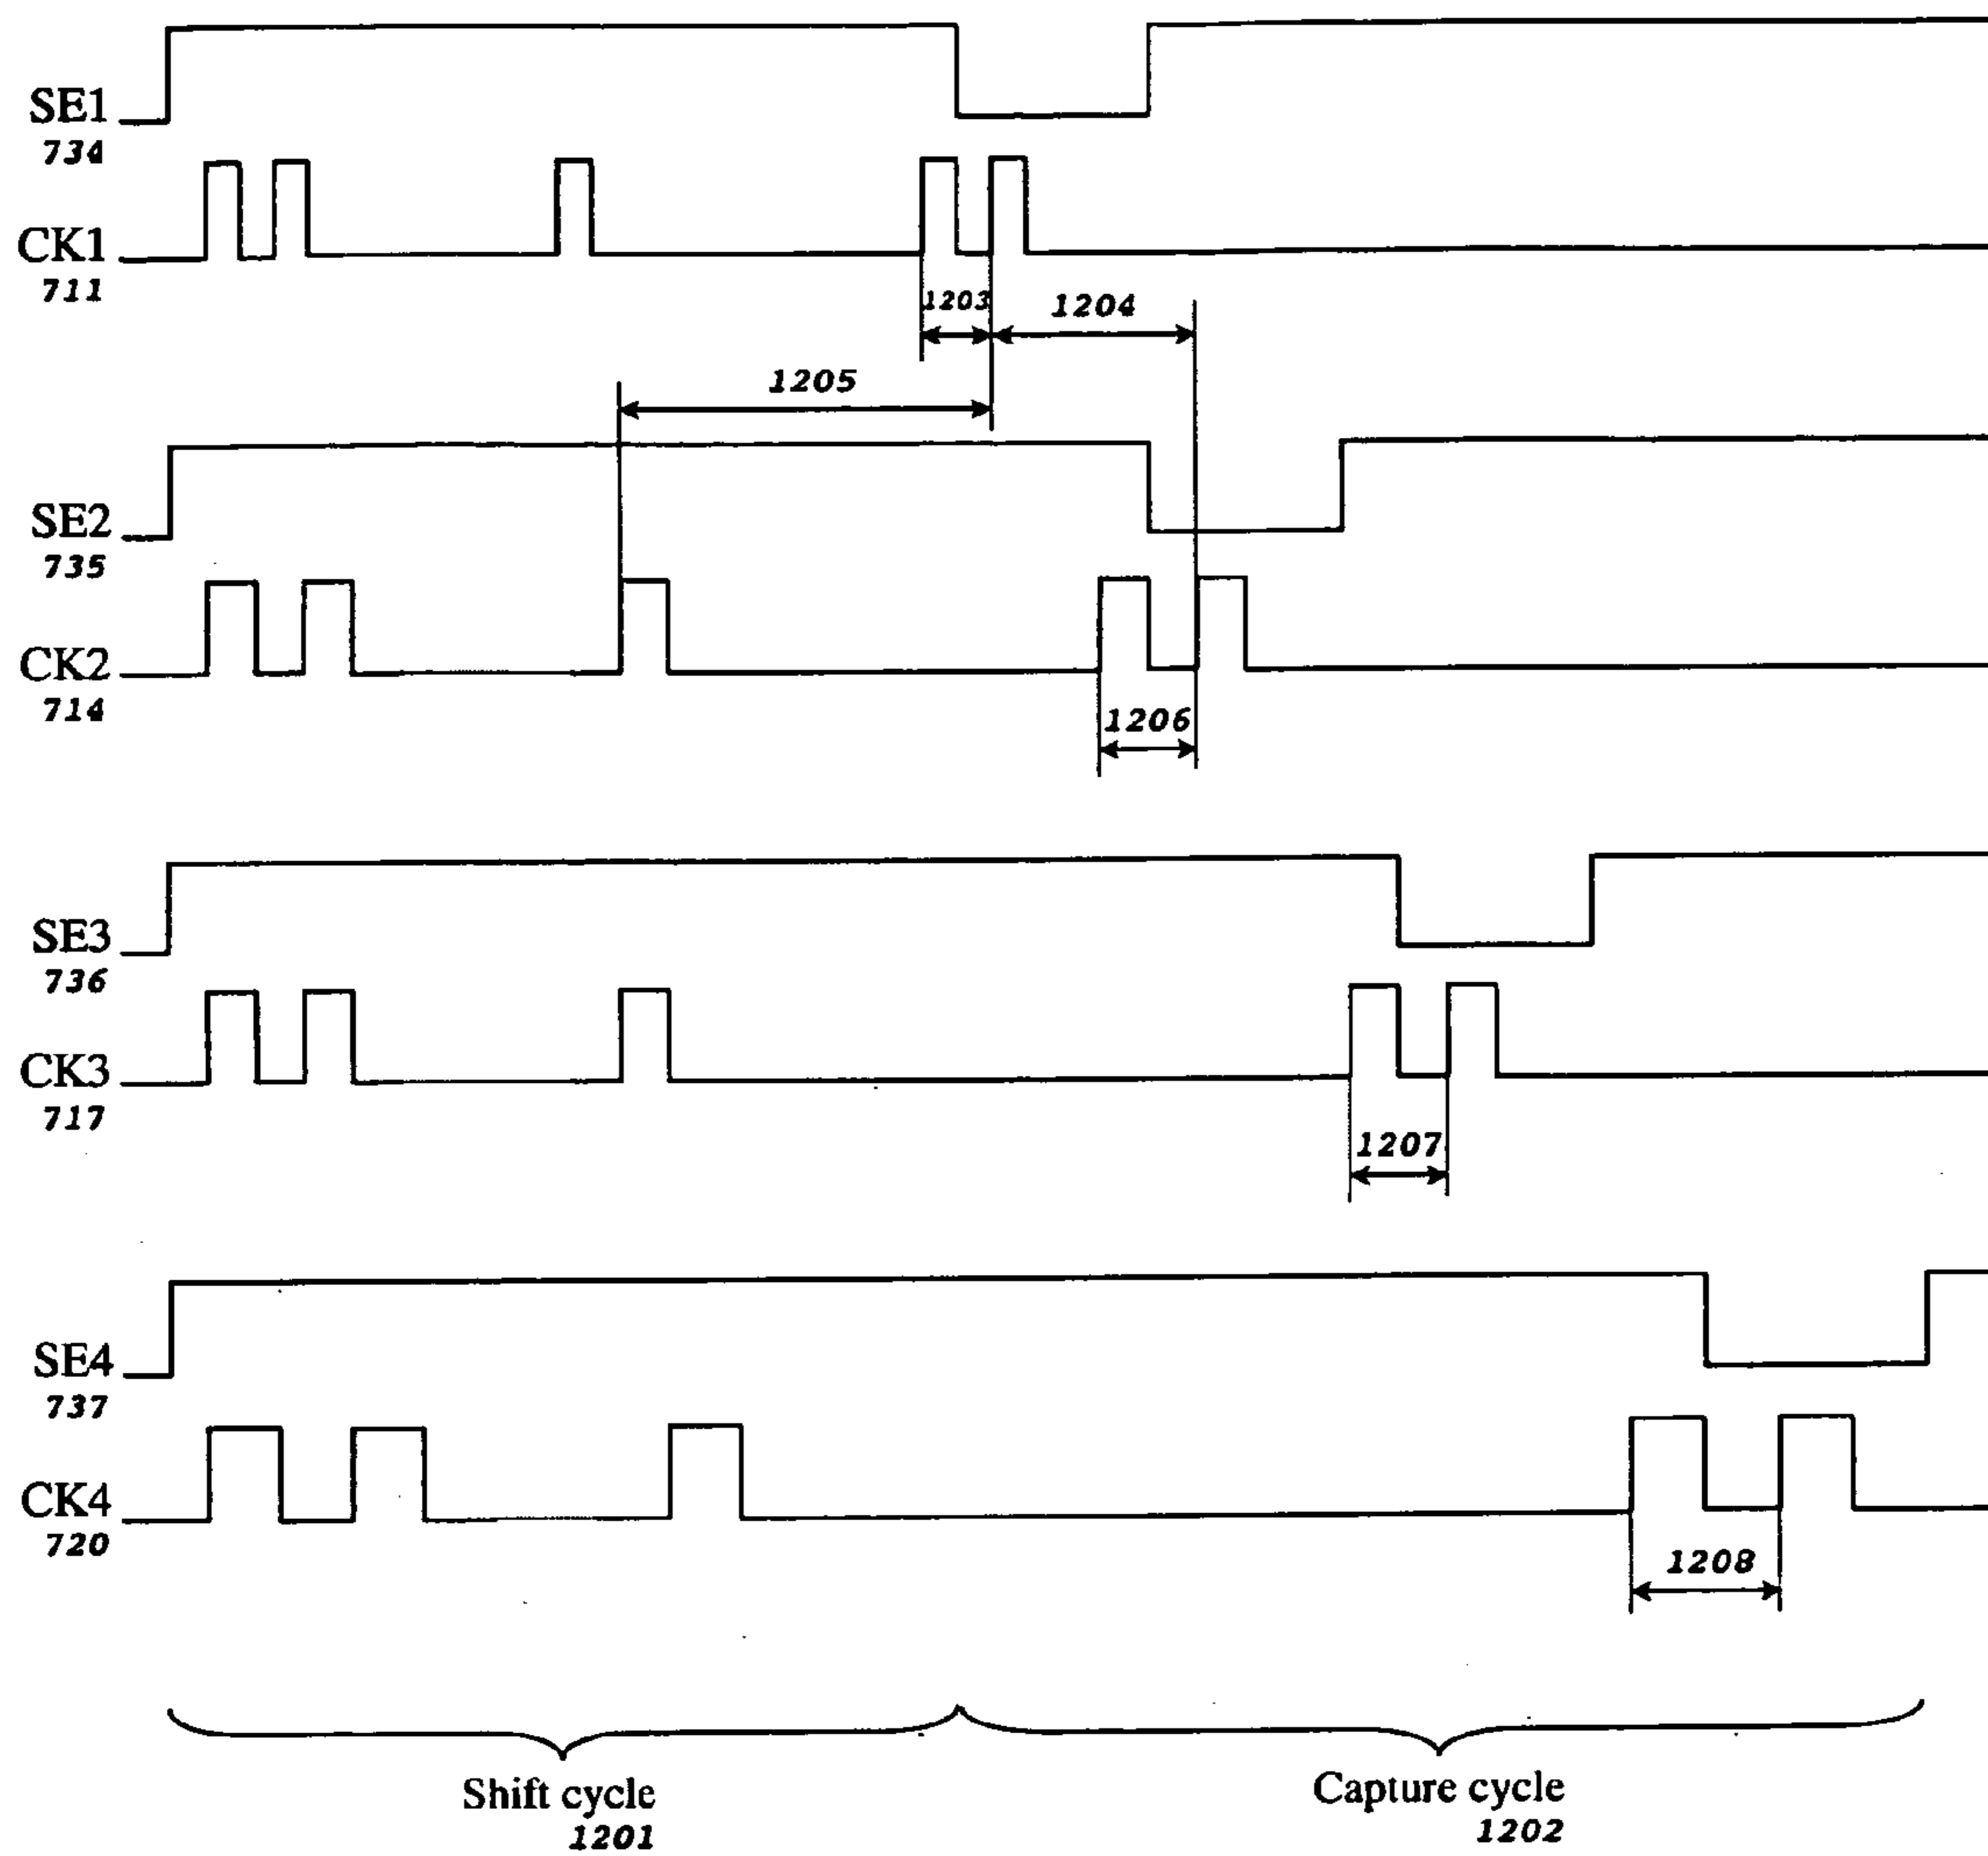 SE1
734
CK1
711
1203
1204
1205
SE2
735
CK2
714
1206
SE3
736
CK3
717
1207
SE4
737
CK4
720
1208
Shift cycle
1201
Capture cycle
1202